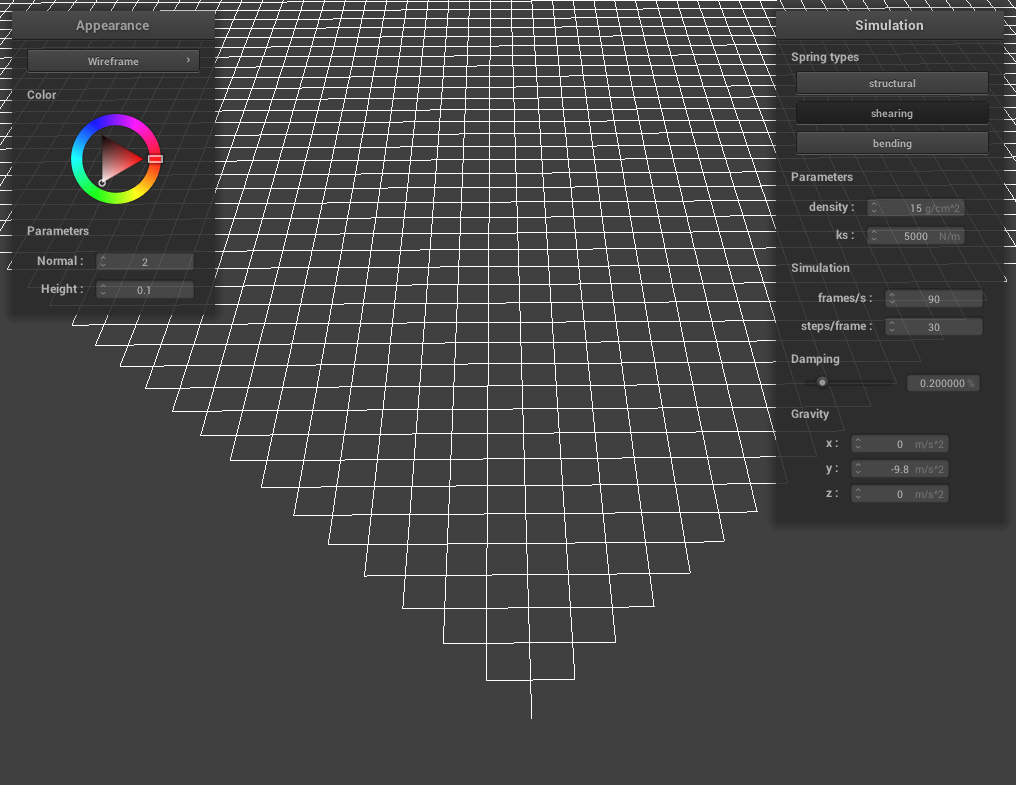 Appearance
Wireframe ›
Color
Parameters
Normal : 2
Height : 0.1
Simulation
Spring types
structural
shearing
bending
Parameters
density : 15 g/cm^2
ks : 5000 N/m
Simulation
frames/s : 90
steps/frame : 30
Damping
0.200000 %
Gravity
x : 0 m/s^2
y : -9.8 m/s^2
z : 0 m/s^2